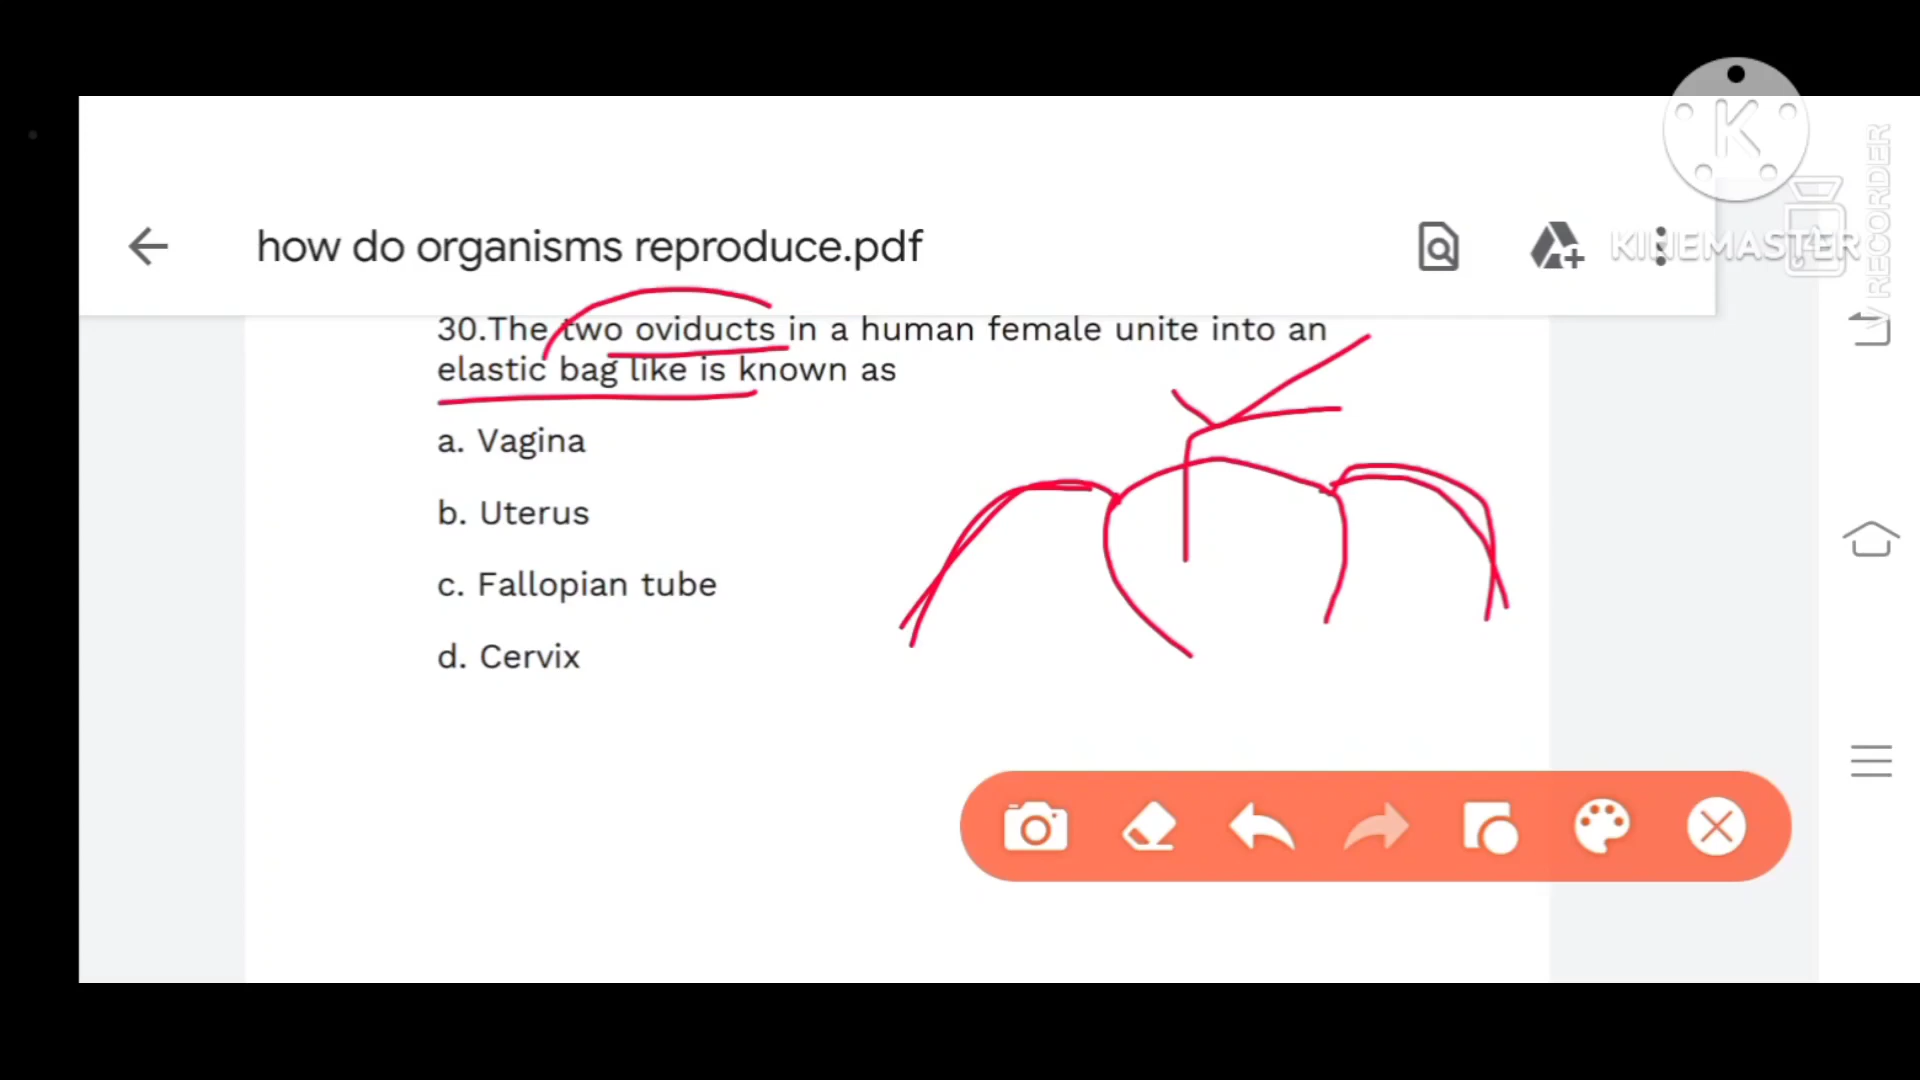 K
KINEMASTER
V RECORDER
how do organisms reproduce.pdf
30.The two oviducts in a human female unite into an
elastic bag like is known as
a. Vagina
b. Uterus
c. Fallopian tube
d. Cervix